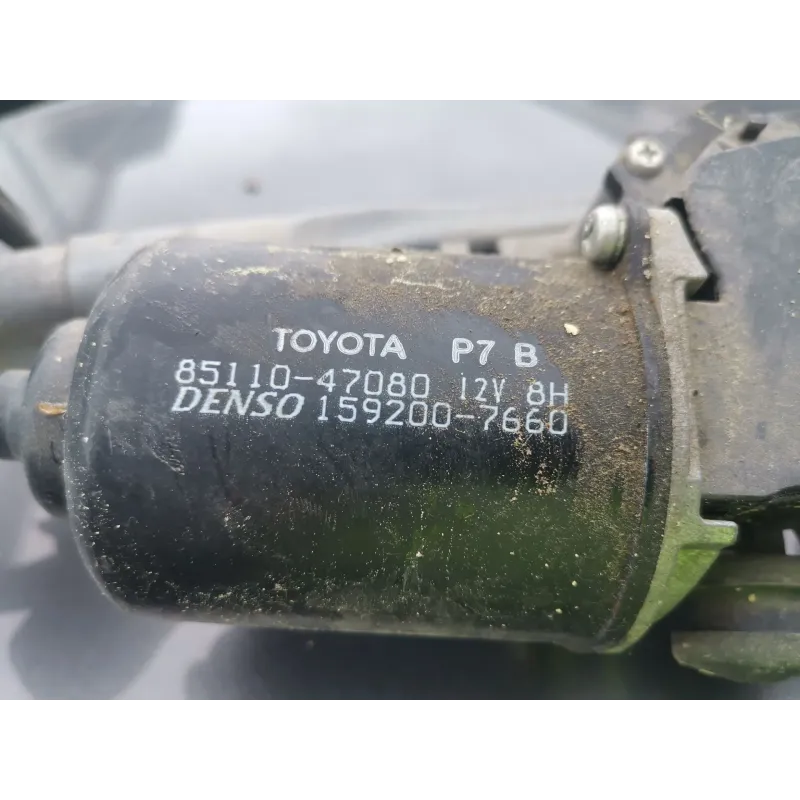 TOYOTA P7 B
85110-47080 12V 8H
DENSO 159200-7660